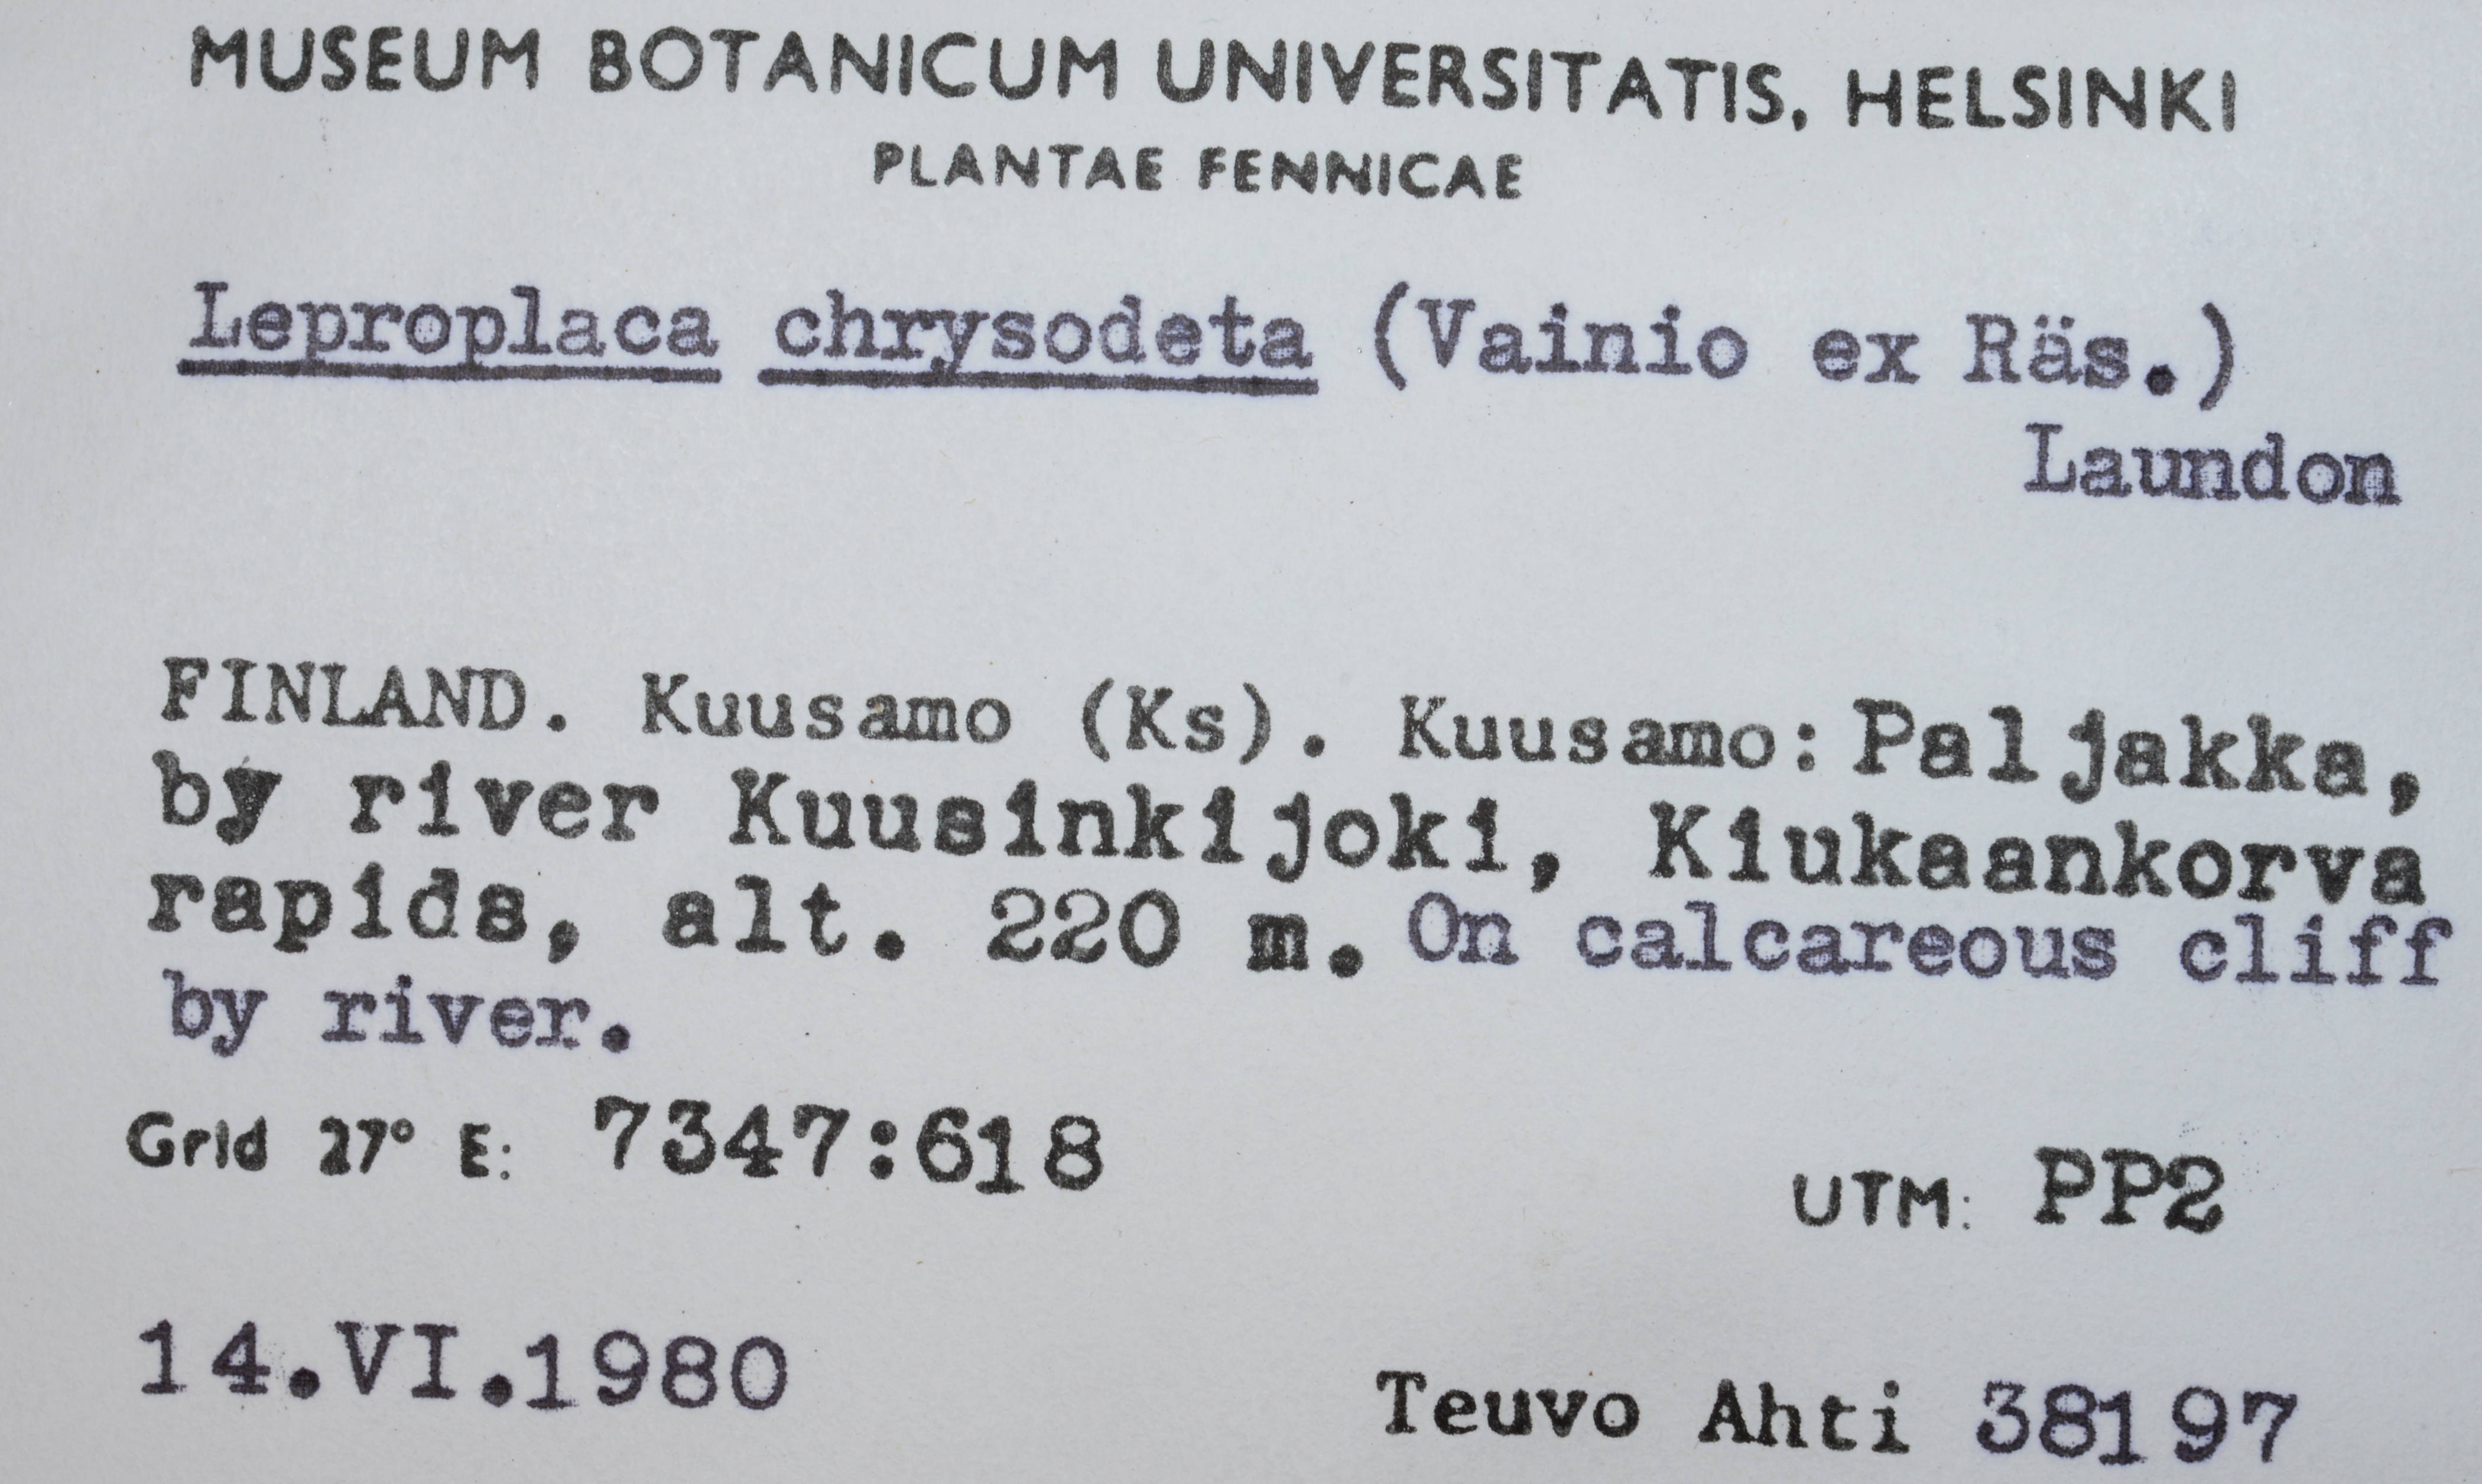 MUSEUM BOTANICUM UNIVERSITATIS, HELSINKI
PLANTAE FENNICAE
Leproplaca chrysodeta (Vainio ex Räs.)
Laundon
FINLAND. Kuusamo (Ks). Kuusamo: Paljakka,
by river Kuusinkijoki, Kiukaankorva
rapids, alt. 220 m. On calcareous cliff
by river.
Grid 27° E: 7347:618
UTM: PP2
14.VI.1980
Teuvo Ahti 38197